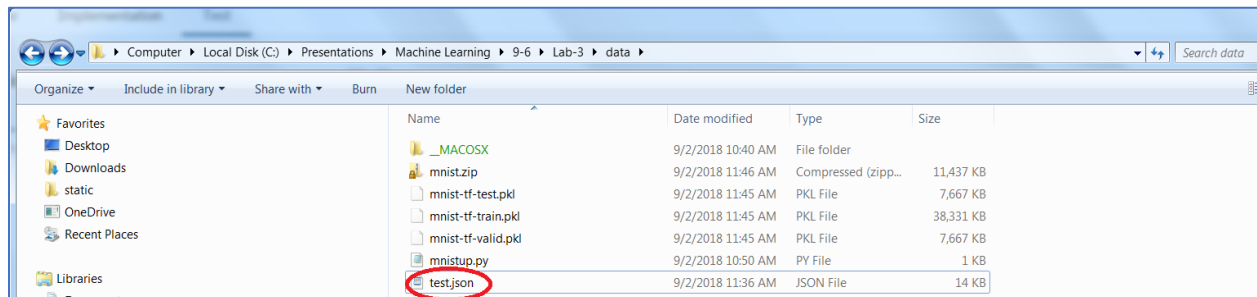 Implementation Test
Computer Local Disk (C:) Presentations Machine Learning 9-6 Lab-3 data Search data
Organize Include in library Share with Burn New folder
Favorites
Desktop
Downloads
static
OneDrive
Recent Places
Libraries
Name Date modified Type Size
__MACOSX 9/2/2018 10:40 AM File folder
mnist.zip 9/2/2018 11:46 AM Compressed (zipp... 11,437 KB
mnist-tf-test.pkl 9/2/2018 11:45 AM PKL File 7,667 KB
mnist-tf-train.pkl 9/2/2018 11:45 AM PKL File 38,331 KB
mnist-tf-valid.pkl 9/2/2018 11:45 AM PKL File 7,667 KB
mnistup.py 9/2/2018 10:50 AM PY File 1 KB
test.json 9/2/2018 11:36 AM JSON File 14 KB